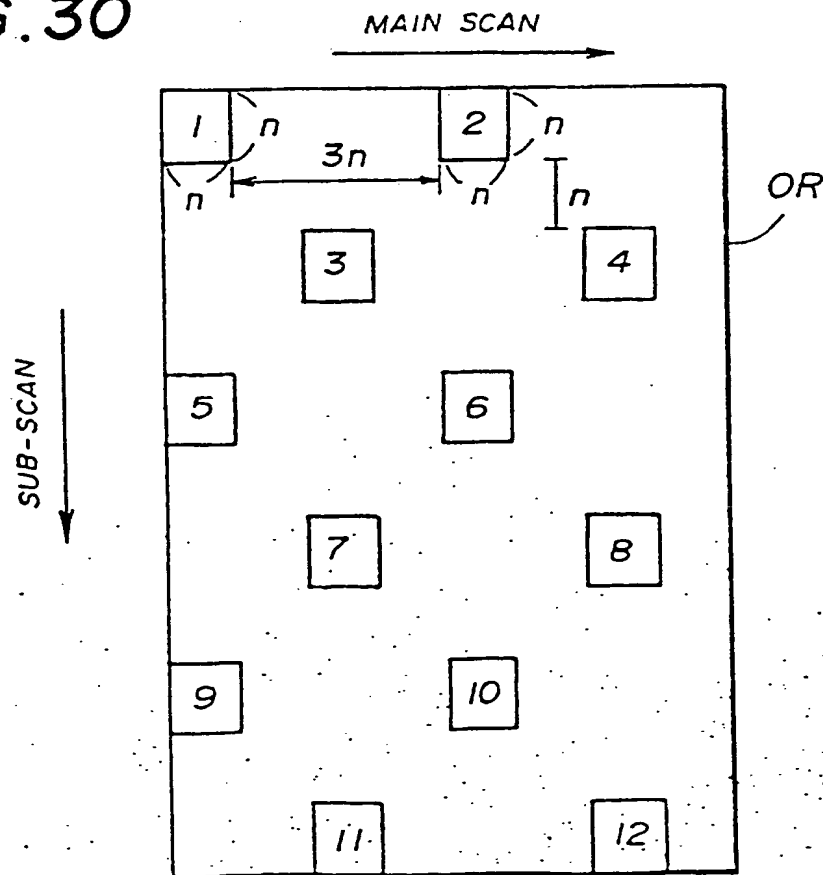 G.30
MAIN SCAN
1 n 2 n
3n
n n n
OR
3 4
SUB-SCAN
5 6
7 8
9 10
11 12